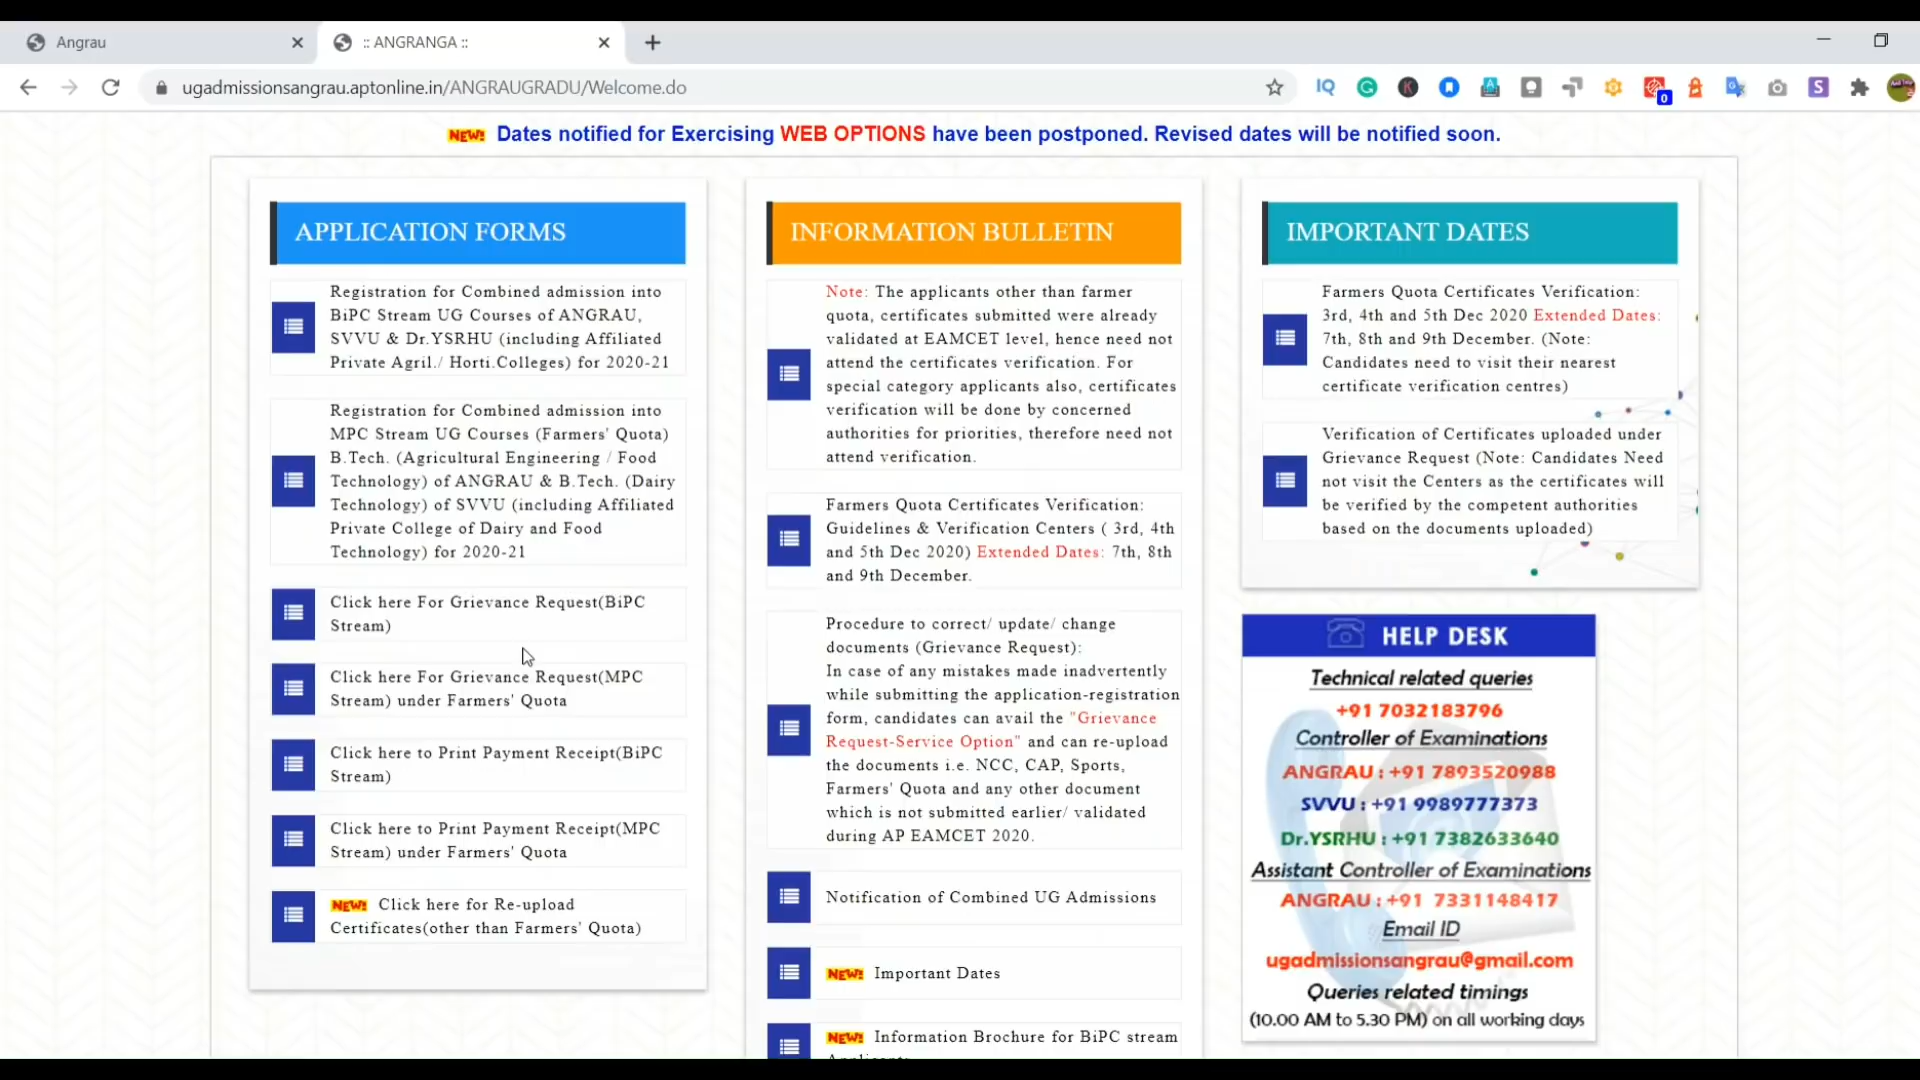 Angrau
:: ANGRANGA ::
ugadmissionsangrau.aptonline.in/ANGRAUGRADU/Welcome.do
IQ
K
0
S
NEW! Dates notified for Exercising WEB OPTIONS have been postponed. Revised dates will be notified soon.
APPLICATION FORMS
Registration for Combined admission into
BiPC Stream UG Courses of ANGRAU,
SVVU & Dr.YSRHU (including Affiliated
Private Agril./ Horti.Colleges) for 2020-21
Registration for Combined admission into
MPC Stream UG Courses (Farmers' Quota)
B.Tech. (Agricultural Engineering / Food
Technology) of ANGRAU & B.Tech. (Dairy
Technology) of SVVU (including Affiliated
Private College of Dairy and Food
Technology) for 2020-21
Click here For Grievance Request(BiPC
Stream)
Click here For Grievance Request(MPC
Stream) under Farmers' Quota
Click here to Print Payment Receipt(BiPC
Stream)
Click here to Print Payment Receipt(MPC
Stream) under Farmers' Quota
NEW! Click here for Re-upload
Certificates(other than Farmers' Quota)
INFORMATION BULLETIN
Note: The applicants other than farmer
quota, certificates submitted were already
validated at EAMCET level, hence need not
attend the certificates verification. For
special category applicants also, certificates
verification will be done by concerned
authorities for priorities, therefore need not
attend verification.
Farmers Quota Certificates Verification:
Guidelines & Verification Centers ( 3rd, 4th
and 5th Dec 2020) Extended Dates: 7th, 8th
and 9th December.
Procedure to correct/ update/ change
documents (Grievance Request):
In case of any mistakes made inadvertently
while submitting the application-registration
form, candidates can avail the "Grievance
Request-Service Option" and can re-upload
the documents i.e. NCC, CAP, Sports,
Farmers' Quota and any other document
which is not submitted earlier/ validated
during AP EAMCET 2020.
Notification of Combined UG Admissions
NEW! Important Dates
NEW! Information Brochure for BiPC stream
IMPORTANT DATES
Farmers Quota Certificates Verification:
3rd, 4th and 5th Dec 2020 Extended Dates:
7th, 8th and 9th December. (Note:
Candidates need to visit their nearest
certificate verification centres)
Verification of Certificates uploaded under
Grievance Request (Note: Candidates Need
not visit the Centers as the certificates will
be verified by the competent authorities
based on the documents uploaded)
HELP DESK
Technical related queries
+91 7032183796
Controller of Examinations
ANGRAU : +91 7893520988
SVVU : +91 9989777373
Dr.YSRHU : +91 7382633640
Assistant Controller of Examinations
ANGRAU : +91 7331148417
Email ID
ugadmissionsangrau@gmail.com
Queries related timings
(10.00 AM to 5.30 PM) on all working days